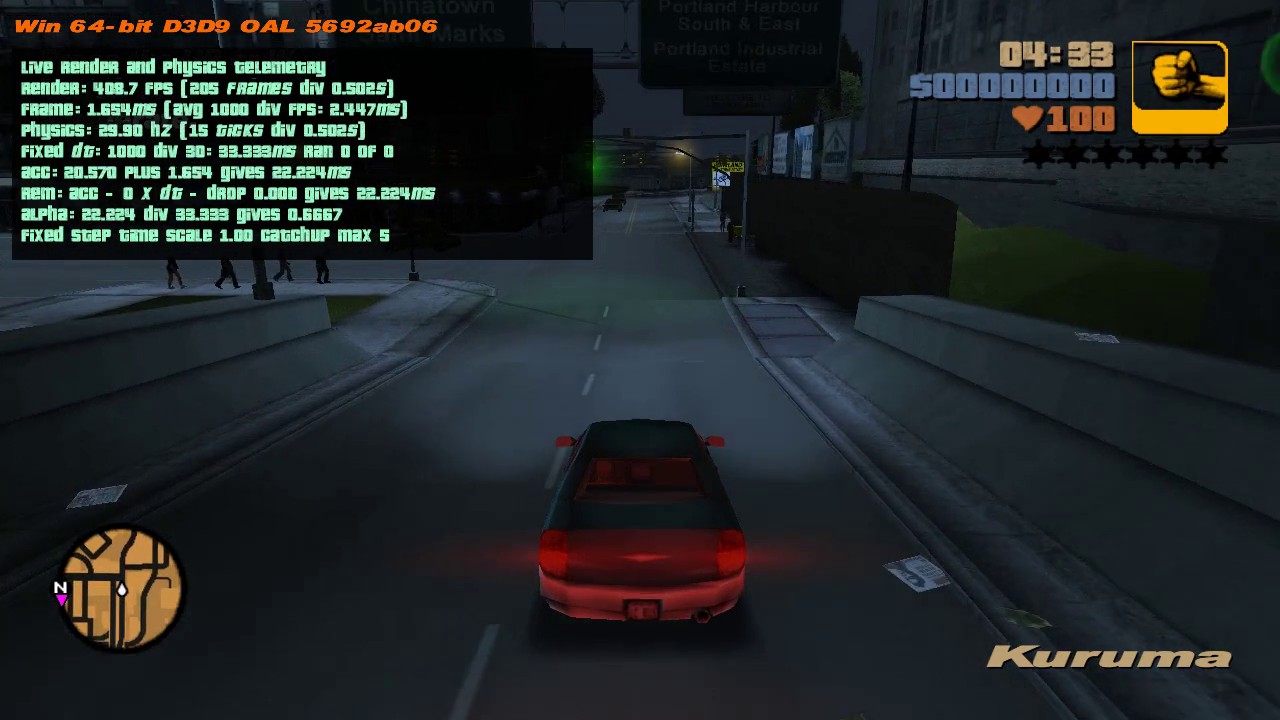 Win 64-bit D3D9 OAL 5692ab06
Chinatown
Saint Marks
Portland Harbour
South & East
Portland Industrial
Estate
Live Render and Physics telemetry
Render: 408.7 FPS [205 FRAMES div 0.502s]
Frame: 1.654ms [avg 1000 div FPS: 2.447ms]
Physics: 29.90 hz [15 ticks div 0.502s]
Fixed dt: 1000 div 30: 33.333ms Ran 0 OF 0
acc: 20.570 PLUS 1.654 gives 22.224ms
Rem: acc - 0 X dt - drop 0.000 gives 22.224ms
alpha: 22.224 div 33.333 gives 0.6667
Fixed step time scale 1.00 catchup max 5
04:33
$00000000
100
N
Kuruma